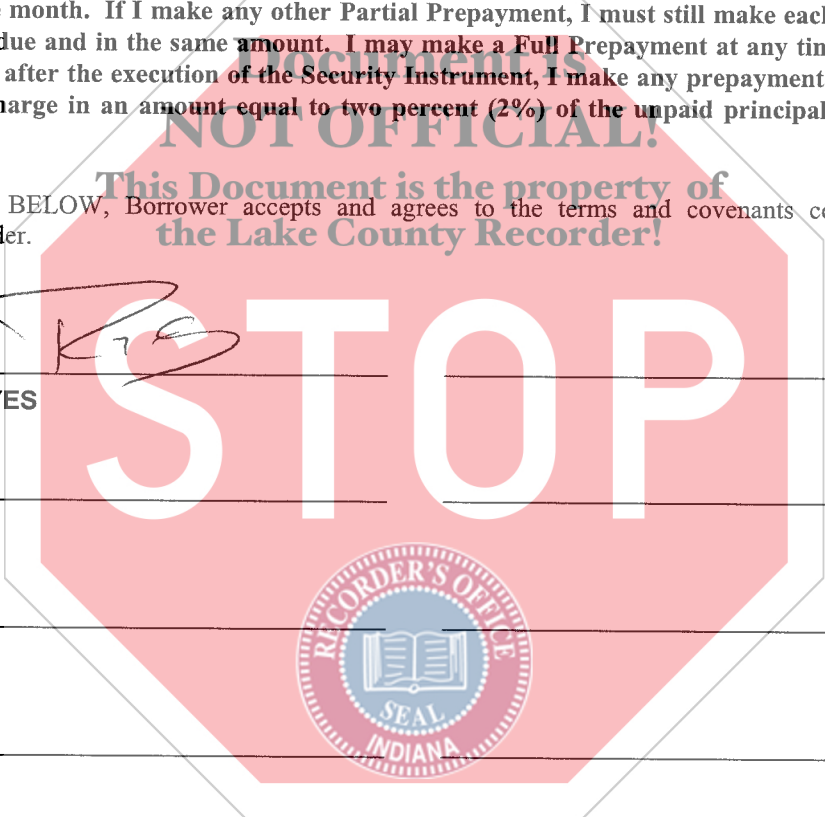 month. If I make any other Partial Prepayment, I must still make each
due and in the same amount. I may make a Full Prepayment at any tim
Document is
after the execution of the Security Instrument, I make any prepayment
harge in an amount equal to two percent (2%) of the unpaid principal
NOT OFFICIAL!
This Document is the property of
BELOW, Borrower accepts and agrees to the terms and covenants co
der.
the Lake County Recorder!
STOP
YES
RECORDER'S OFFICE
SEAL
INDIANA